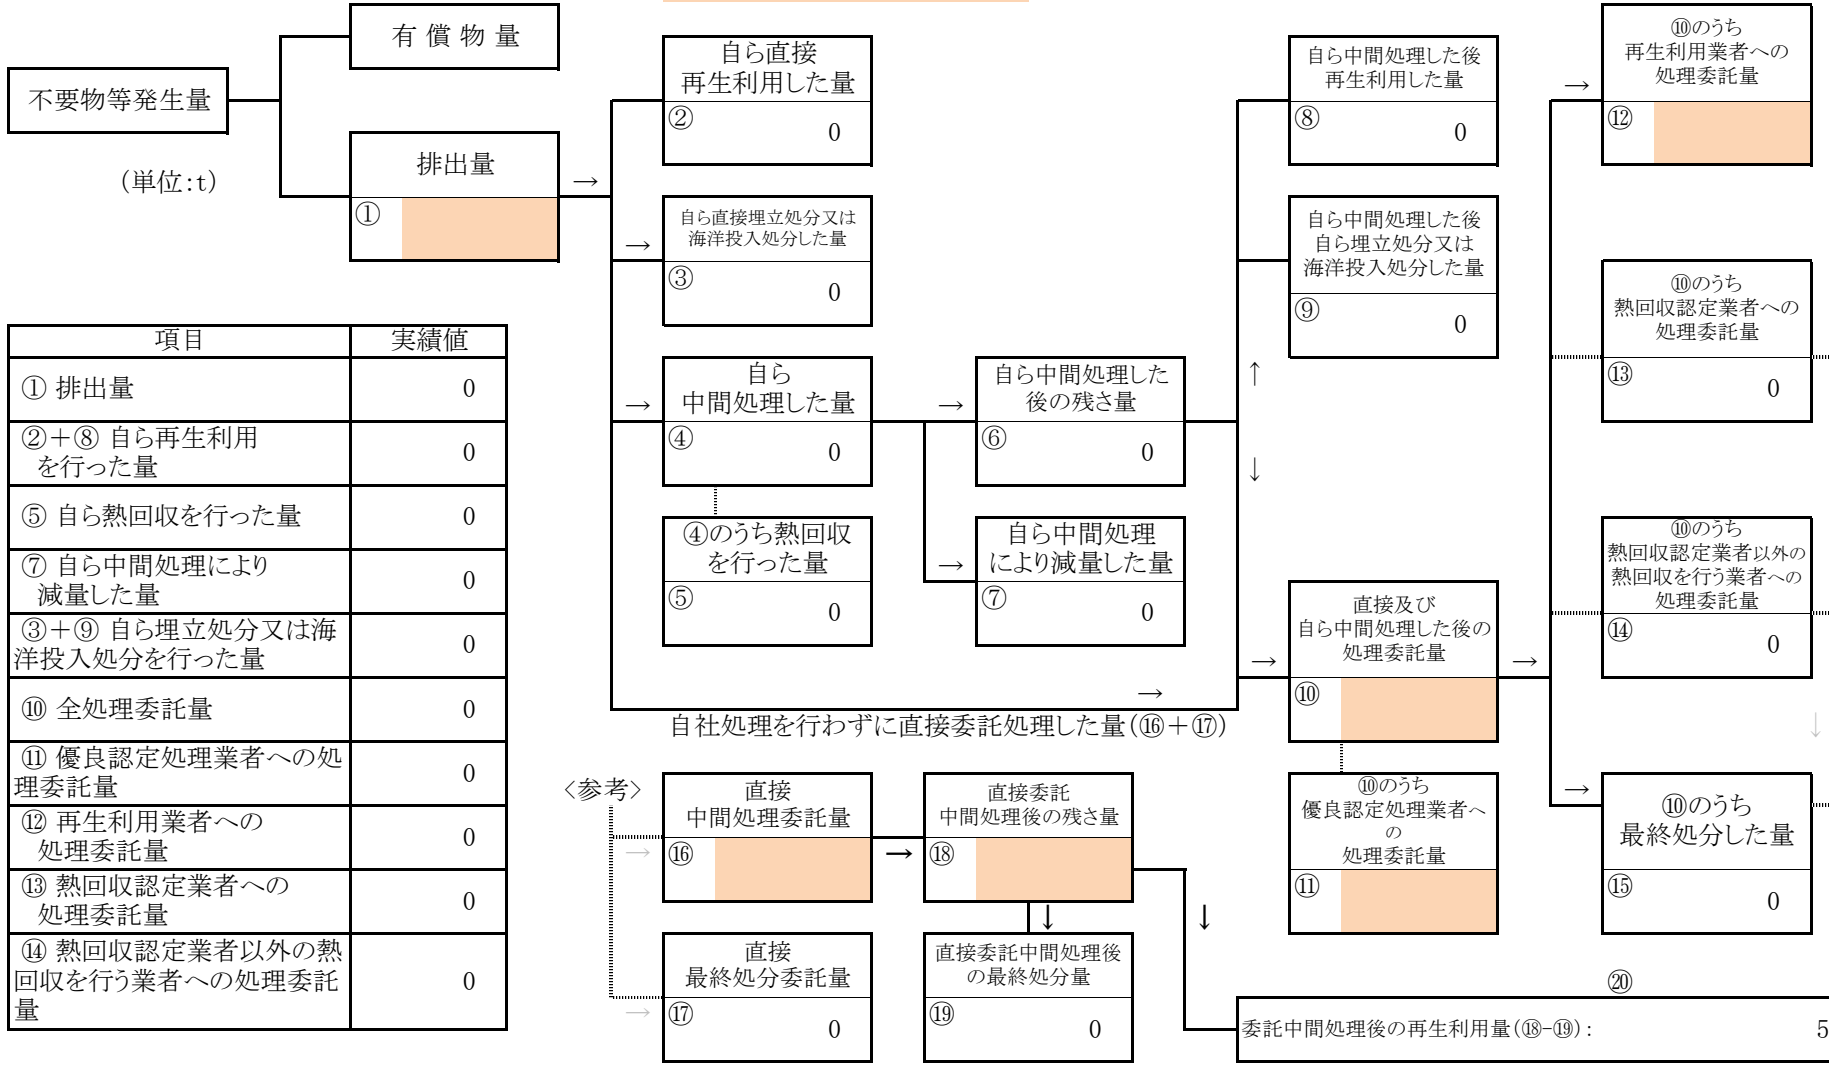 有 償 物 量
不要物等発生量
(単位:t)
排出量
①
→
自ら直接
再生利用した量
②
0
→
自ら直接埋立処分又は
海洋投入処分した量
③
0
→
自ら
中間処理した量
④
0
④のうち熱回収
を行った量
⑤
0
→
自ら中間処理した
後の残さ量
⑥
0
→
自ら中間処理
により減量した量
⑦
0
自ら中間処理した後
再生利用した量
⑧
0
自ら中間処理した後
自ら埋立処分又は
海洋投入処分した量
⑨
0
↑
↓
→
自社処理を行わずに直接委託処理した量(⑯+⑰)
→
直接及び
自ら中間処理した後の
処理委託量
⑩
→
⑩のうち
優良認定処理業者へ
の
処理委託量
⑪
→
⑩のうち
再生利用業者への
処理委託量
⑫
⑩のうち
熱回収認定業者への
処理委託量
⑬
0
⑩のうち
熱回収認定業者以外の
熱回収を行う業者への
処理委託量
⑭
0
↓
→
⑩のうち
最終処分した量
⑮
0
項目 実績値
① 排出量 0
②+⑧ 自ら再生利用
を行った量 0
⑤ 自ら熱回収を行った量 0
⑦ 自ら中間処理により
減量した量 0
③+⑨ 自ら埋立処分又は海
洋投入処分を行った量 0
⑩ 全処理委託量 0
⑪ 優良認定処理業者への処
理委託量 0
⑫ 再生利用業者への
処理委託量 0
⑬ 熱回収認定業者への
処理委託量 0
⑭ 熱回収認定業者以外の熱
回収を行う業者への処理委託
量 0
<参考>
→
直接
中間処理委託量
⑯
→
直接委託
中間処理後の残さ量
⑱
↓
↓
→
直接
最終処分委託量
⑰
0
直接委託中間処理後
の最終処分量
⑲
0
⑳
委託中間処理後の再生利用量(⑱-⑲): 5